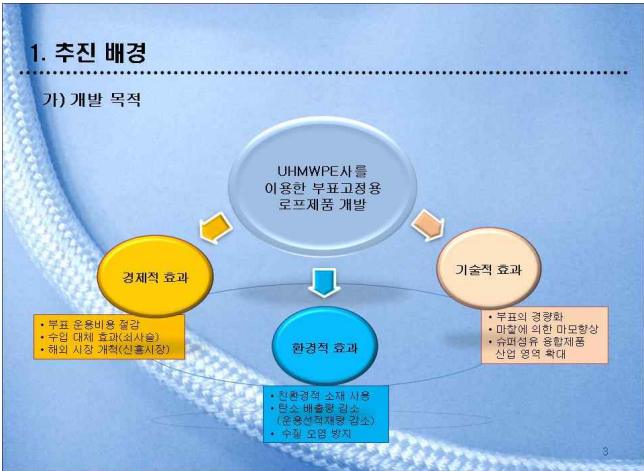 1. 추진 배경
가) 개발 목적
UHMWPE사를
이용한 부표고정용
로프제품 개발
경제적 효과
• 부표 운용비용 절감
• 수입 대체 효과(쇠사슬)
• 해외 시장 개척(신흥시장)
환경적 효과
• 친환경적 소재 사용
• 탄소 배출량 감소
(운용선적재량 감소)
• 수질 오염 방지
기술적 효과
• 부표의 경량화
• 마찰에 의한 마모향상
• 슈퍼섬유 융합제품
산업 영역 확대
3